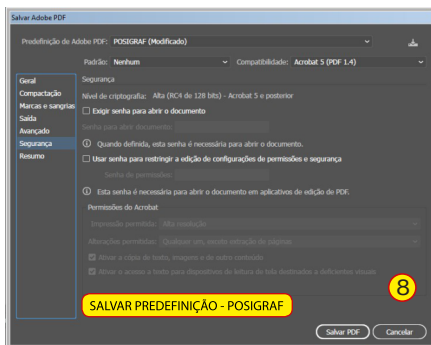 Salvar Adobe PDF
Predefinição de Adobe PDF: POSIGRAF (Modificado)
Padrão: Nenhum Compatibilidade: Acrobat 5 (PDF 1.4)
Geral
Compactação
Marcas e sangrias
Saída
Avançado
Segurança
Resumo
Segurança
Nível de criptografia: Alta (RC4 de 128 bits) - Acrobat 5 e posterior
Exigir senha para abrir o documento
Senha para abrir documento:
Quando definida, esta senha é necessária para abrir o documento.
Usar senha para restringir a edição de configurações de permissões e segurança
Senha de permissões:
Esta senha é necessária para abrir o documento em aplicativos de edição de PDF.
Permissões do Acrobat
Impressão permitida: Alta resolução
Alterações permitidas: Qualquer um, exceto extração de páginas
Ativar a cópia de texto, imagens e de outro conteúdo
Ativar o acesso a texto para dispositivos de leitura de tela destinados a deficientes visuais
8
SALVAR PREDEFINIÇÃO - POSIGRAF
Salvar PDF Cancelar